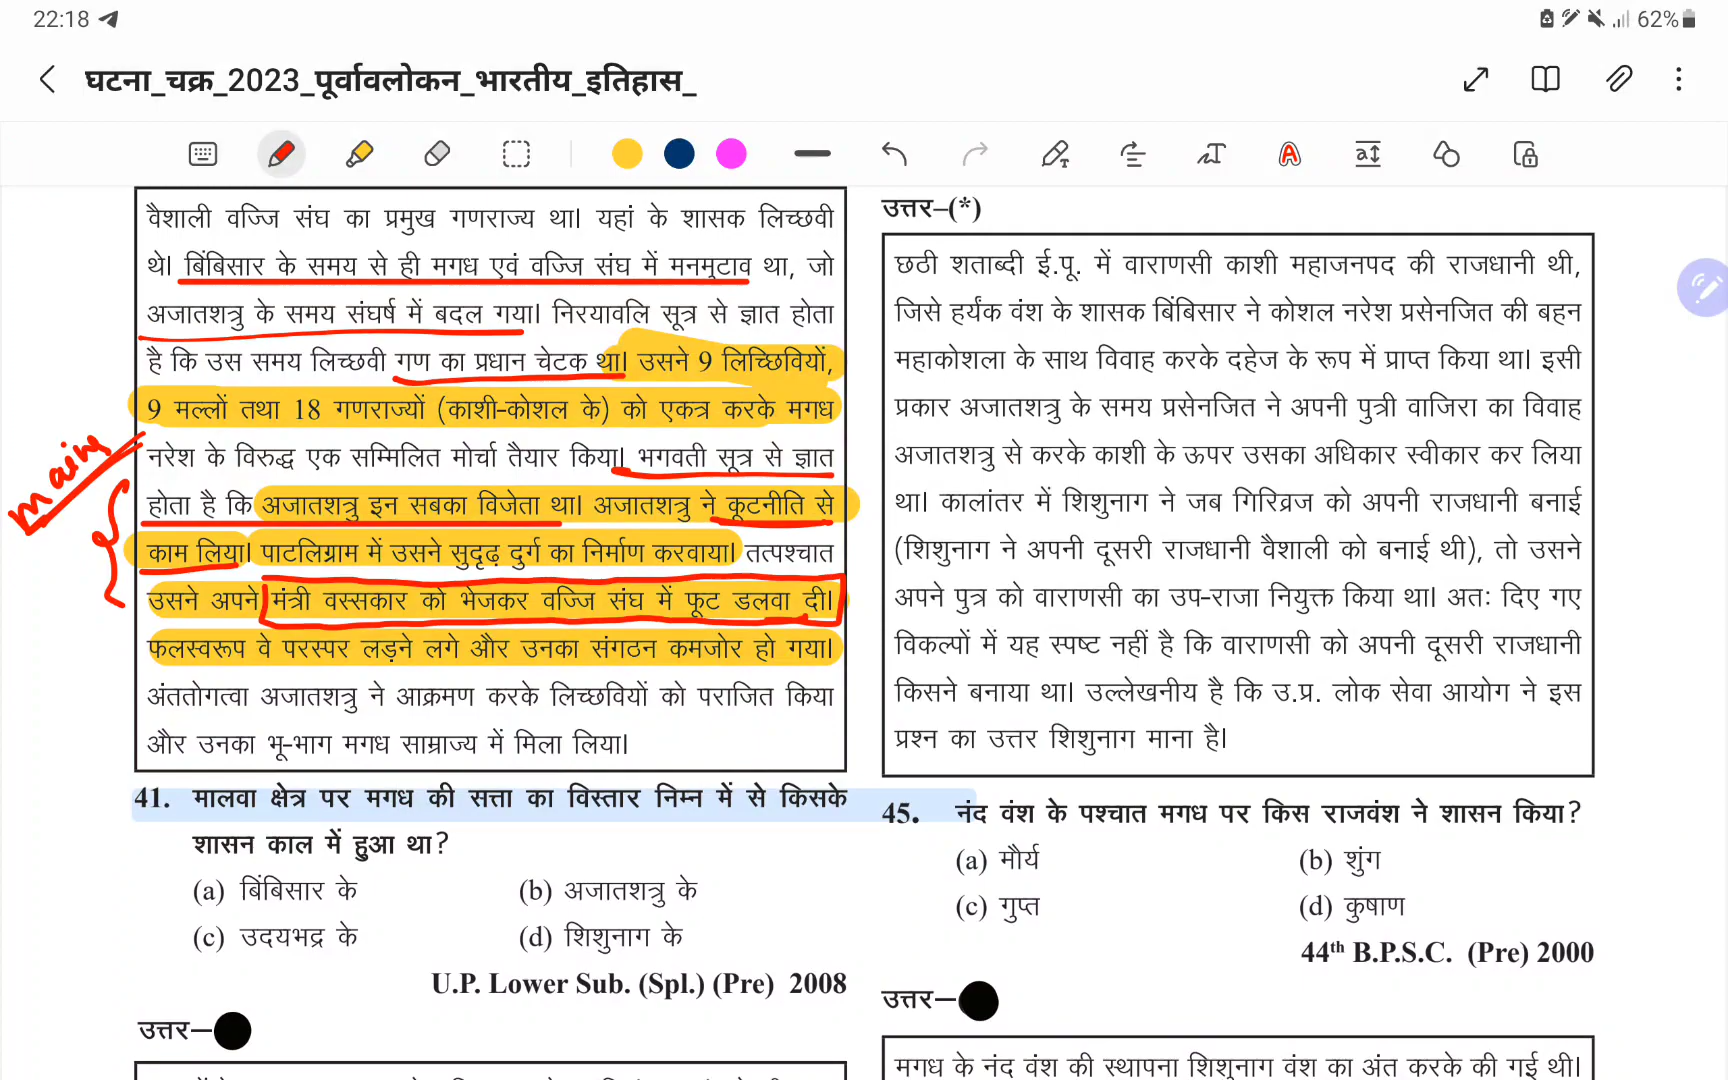 22:18
62%
घटना_चक्र_2023_पूर्वावलोकन_भारतीय_इतिहास_
वैशाली वज्जि संघ का प्रमुख गणराज्य था। यहां के शासक लिच्छवी
थे। बिंबिसार के समय से ही मगध एवं वज्जि संघ में मनमुटाव था, जो
अजातशत्रु के समय संघर्ष में बदल गया। निरयावलि सूत्र से ज्ञात होता
है कि उस समय लिच्छवी गण का प्रधान चेटक था। उसने 9 लिच्छिवियों,
9 मल्लों तथा 18 गणराज्यों (काशी-कोशल के) को एकत्र करके मगध
नरेश के विरुद्ध एक सम्मिलित मोर्चा तैयार किया। भगवती सूत्र से ज्ञात
होता है कि अजातशत्रु इन सबका विजेता था। अजातशत्रु ने कूटनीति से
काम लिया। पाटलिग्राम में उसने सुदृढ़ दुर्ग का निर्माण करवाया। तत्पश्चात
उसने अपने मंत्री वस्सकार को भेजकर वज्जि संघ में फूट डलवा दी।
फलस्वरूप वे परस्पर लड़ने लगे और उनका संगठन कमजोर हो गया।
अंततोगत्वा अजातशत्रु ने आक्रमण करके लिच्छवियों को पराजित किया
और उनका भू-भाग मगध साम्राज्य में मिला लिया।
mains
41. मालवा क्षेत्र पर मगध की सत्ता का विस्तार निम्न में से किसके
शासन काल में हुआ था?
(a) बिंबिसार के (b) अजातशत्रु के
(c) उदयभद्र के (d) शिशुनाग के
U.P. Lower Sub. (Spl.) (Pre) 2008
उत्तर–
उत्तर–(*)
छठी शताब्दी ई.पू. में वाराणसी काशी महाजनपद की राजधानी थी,
जिसे हर्यंक वंश के शासक बिंबिसार ने कोशल नरेश प्रसेनजित की बहन
महाकोशला के साथ विवाह करके दहेज के रूप में प्राप्त किया था। इसी
प्रकार अजातशत्रु के समय प्रसेनजित ने अपनी पुत्री वाजिरा का विवाह
अजातशत्रु से करके काशी के ऊपर उसका अधिकार स्वीकार कर लिया
था। कालांतर में शिशुनाग ने जब गिरिव्रज को अपनी राजधानी बनाई
(शिशुनाग ने अपनी दूसरी राजधानी वैशाली को बनाई थी), तो उसने
अपने पुत्र को वाराणसी का उप-राजा नियुक्त किया था। अतः दिए गए
विकल्पों में यह स्पष्ट नहीं है कि वाराणसी को अपनी दूसरी राजधानी
किसने बनाया था। उल्लेखनीय है कि उ.प्र. लोक सेवा आयोग ने इस
प्रश्न का उत्तर शिशुनाग माना है।
45. नंद वंश के पश्चात मगध पर किस राजवंश ने शासन किया?
(a) मौर्य (b) शुंग
(c) गुप्त (d) कुषाण
44th B.P.S.C. (Pre) 2000
उत्तर–
मगध के नंद वंश की स्थापना शिशुनाग वंश का अंत करके की गई थी।